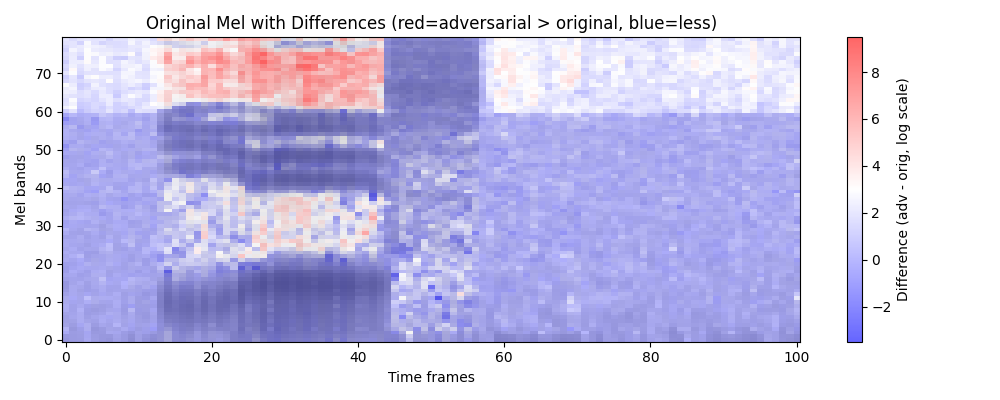 Original Mel with Differences (red=adversarial > original, blue=less)
Mel bands
70
60
50
40
30
20
10
0
0 20 40 60 80 100
Time frames
8
6
4
2
0
−2
Difference (adv - orig, log scale)